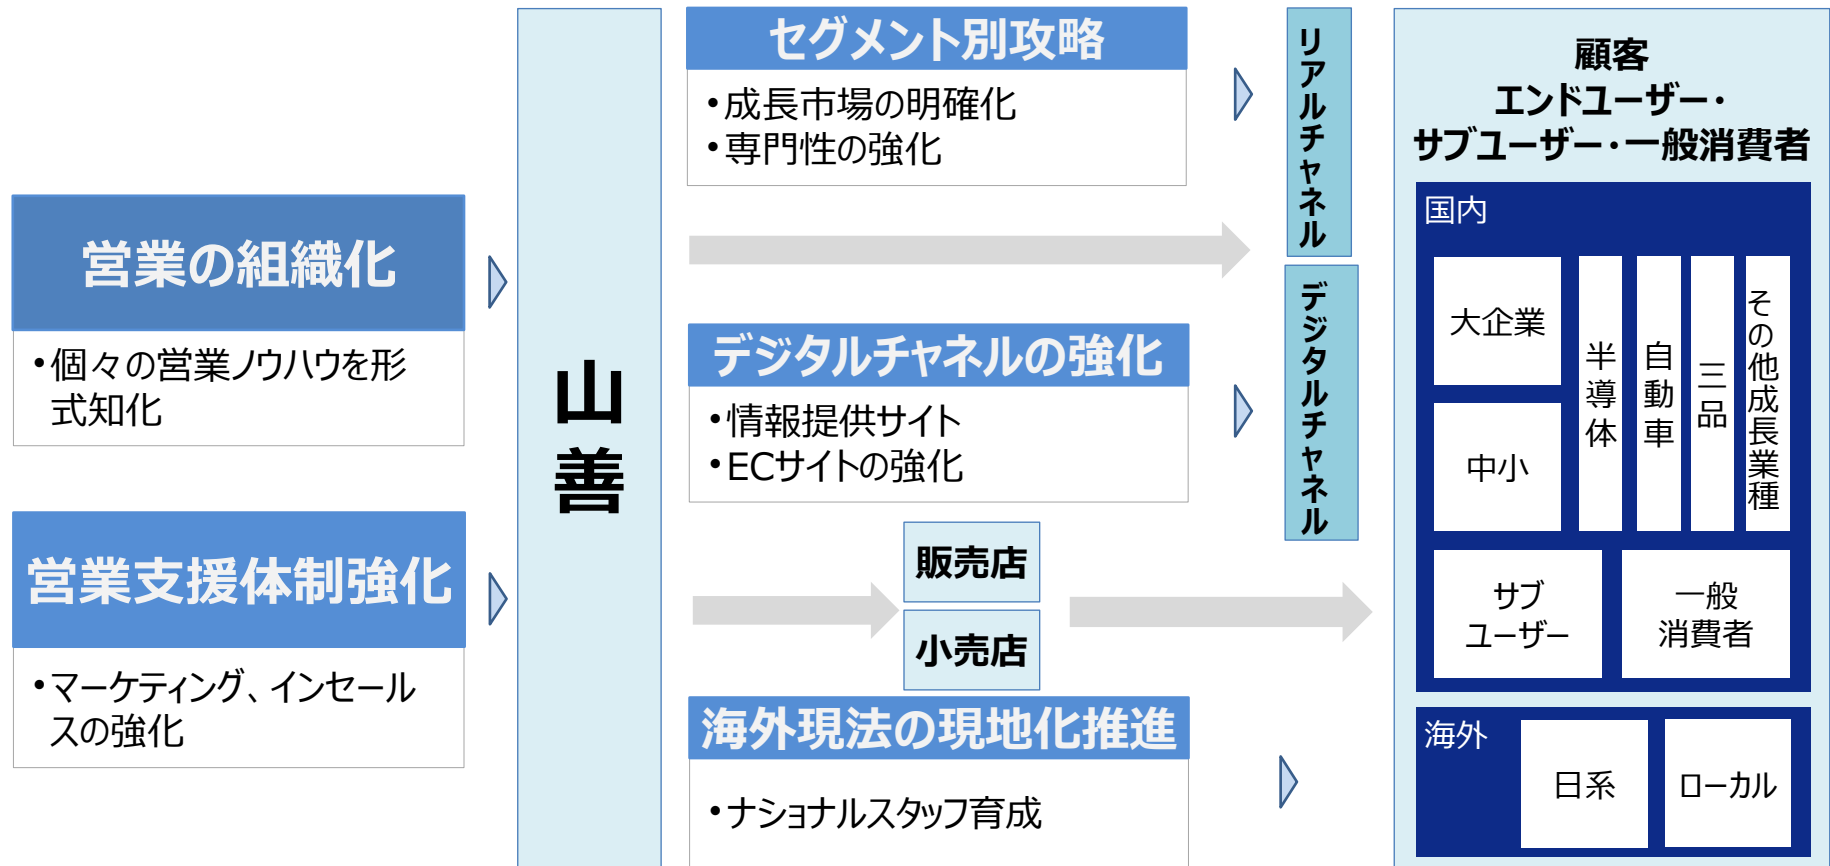 営業の組織化
•個々の営業ノウハウを形
式知化
営業支援体制強化
•マーケティング、インセール
スの強化
山善
セグメント別攻略
•成長市場の明確化
•専門性の強化
デジタルチャネルの強化
•情報提供サイト
•ECサイトの強化
販売店
小売店
海外現法の現地化推進
•ナショナルスタッフ育成
リアルチャネル
デジタルチャネル
顧客
エンドユーザー・
サブユーザー・一般消費者
国内
大企業
中小
半導体
自動車
三品
その他成長業種
サブ
ユーザー
一般
消費者
海外
日系
ローカル